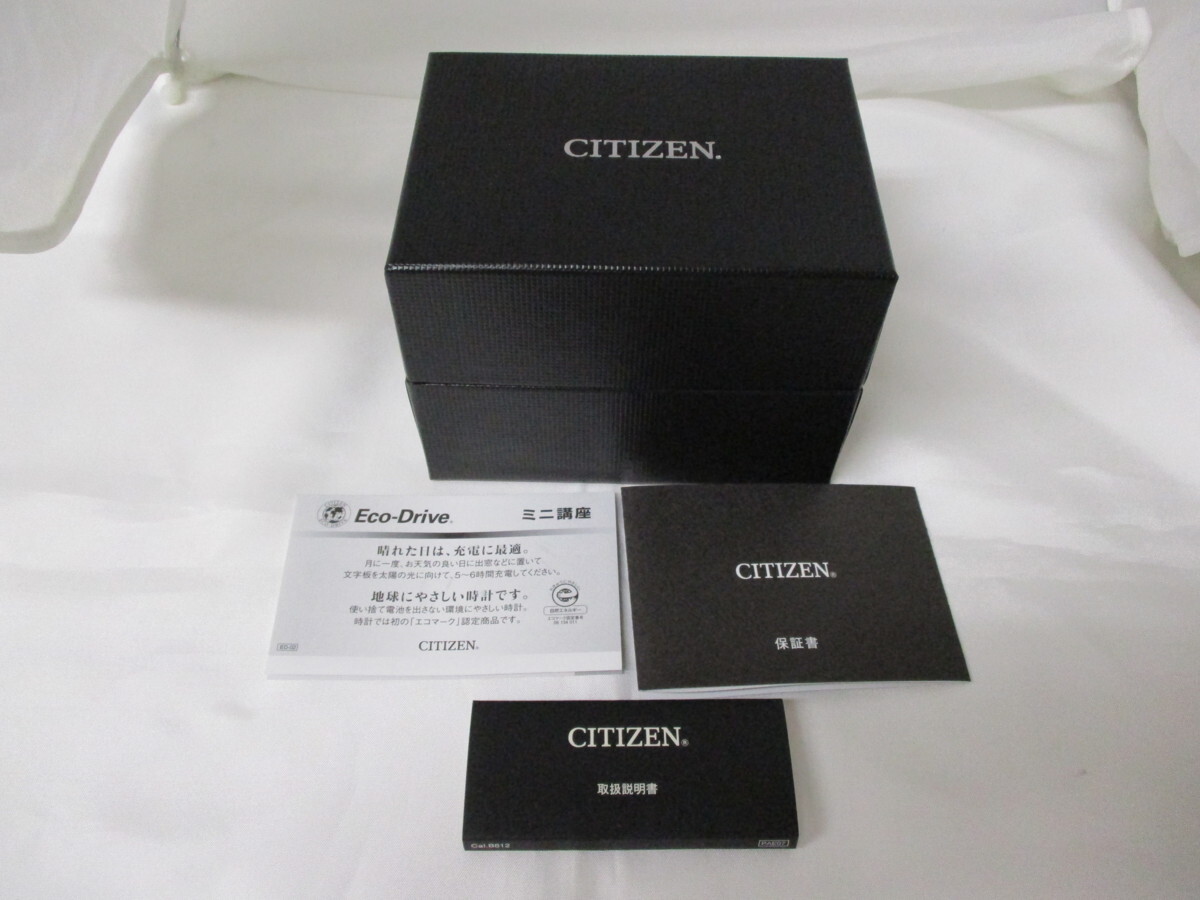 CITIZEN.
Eco-Drive. ミニ講座
晴れた日は、充電に最適。
月に一度、お天気の良い日に出窓などに置いて
文字板を太陽の光に向けて、5〜6時間充電してください。
地球にやさしい時計です。
使い捨て電池を出さない環境にやさしい時計。
時計では初の「エコマーク」認定商品です。
CITIZEN®
CITIZEN®
保証書
CITIZEN®
取扱説明書